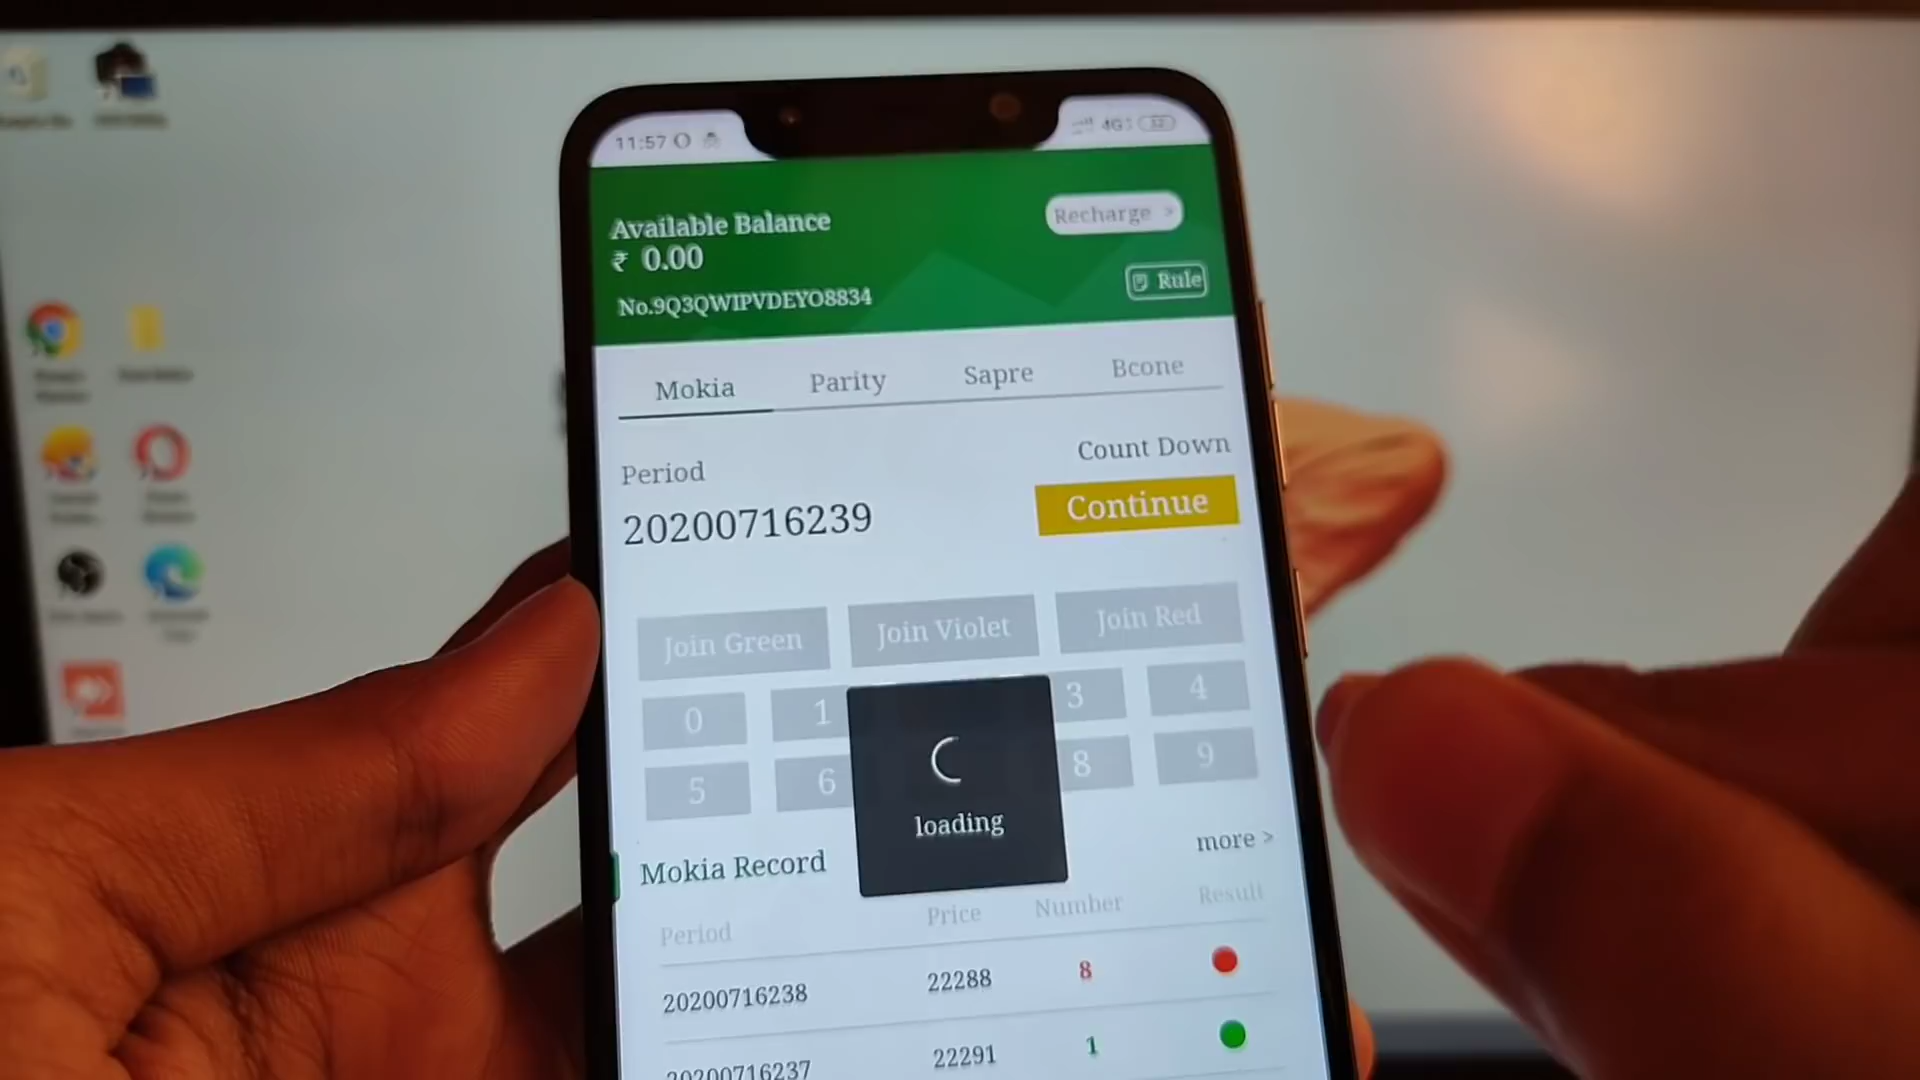 11:57
4G
Available Balance
₹ 0.00
Recharge >
No.9Q3QWIPVDEYO8834
Rule
Mokia Parity Sapre Bcone
Period
Count Down
20200716239
Continue
Join Green Join Violet Join Red
0 1 3 4
5 6 8 9
loading
Mokia Record
more >
Period Price Number Result
20200716238 22288 8
20200716237 22291 1